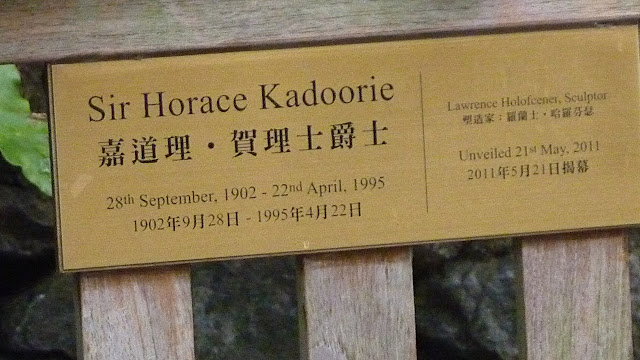 Sir Horace Kadoorie
嘉道理・賀理士爵士
28th September, 1902 - 22nd April, 1995
1902年9月28日 - 1995年4月22日
Lawrence Holofcener, Sculptor
塑造家：羅蘭士・哈羅芬瑟
Unveiled 21st May, 2011
2011年5月21日揭幕